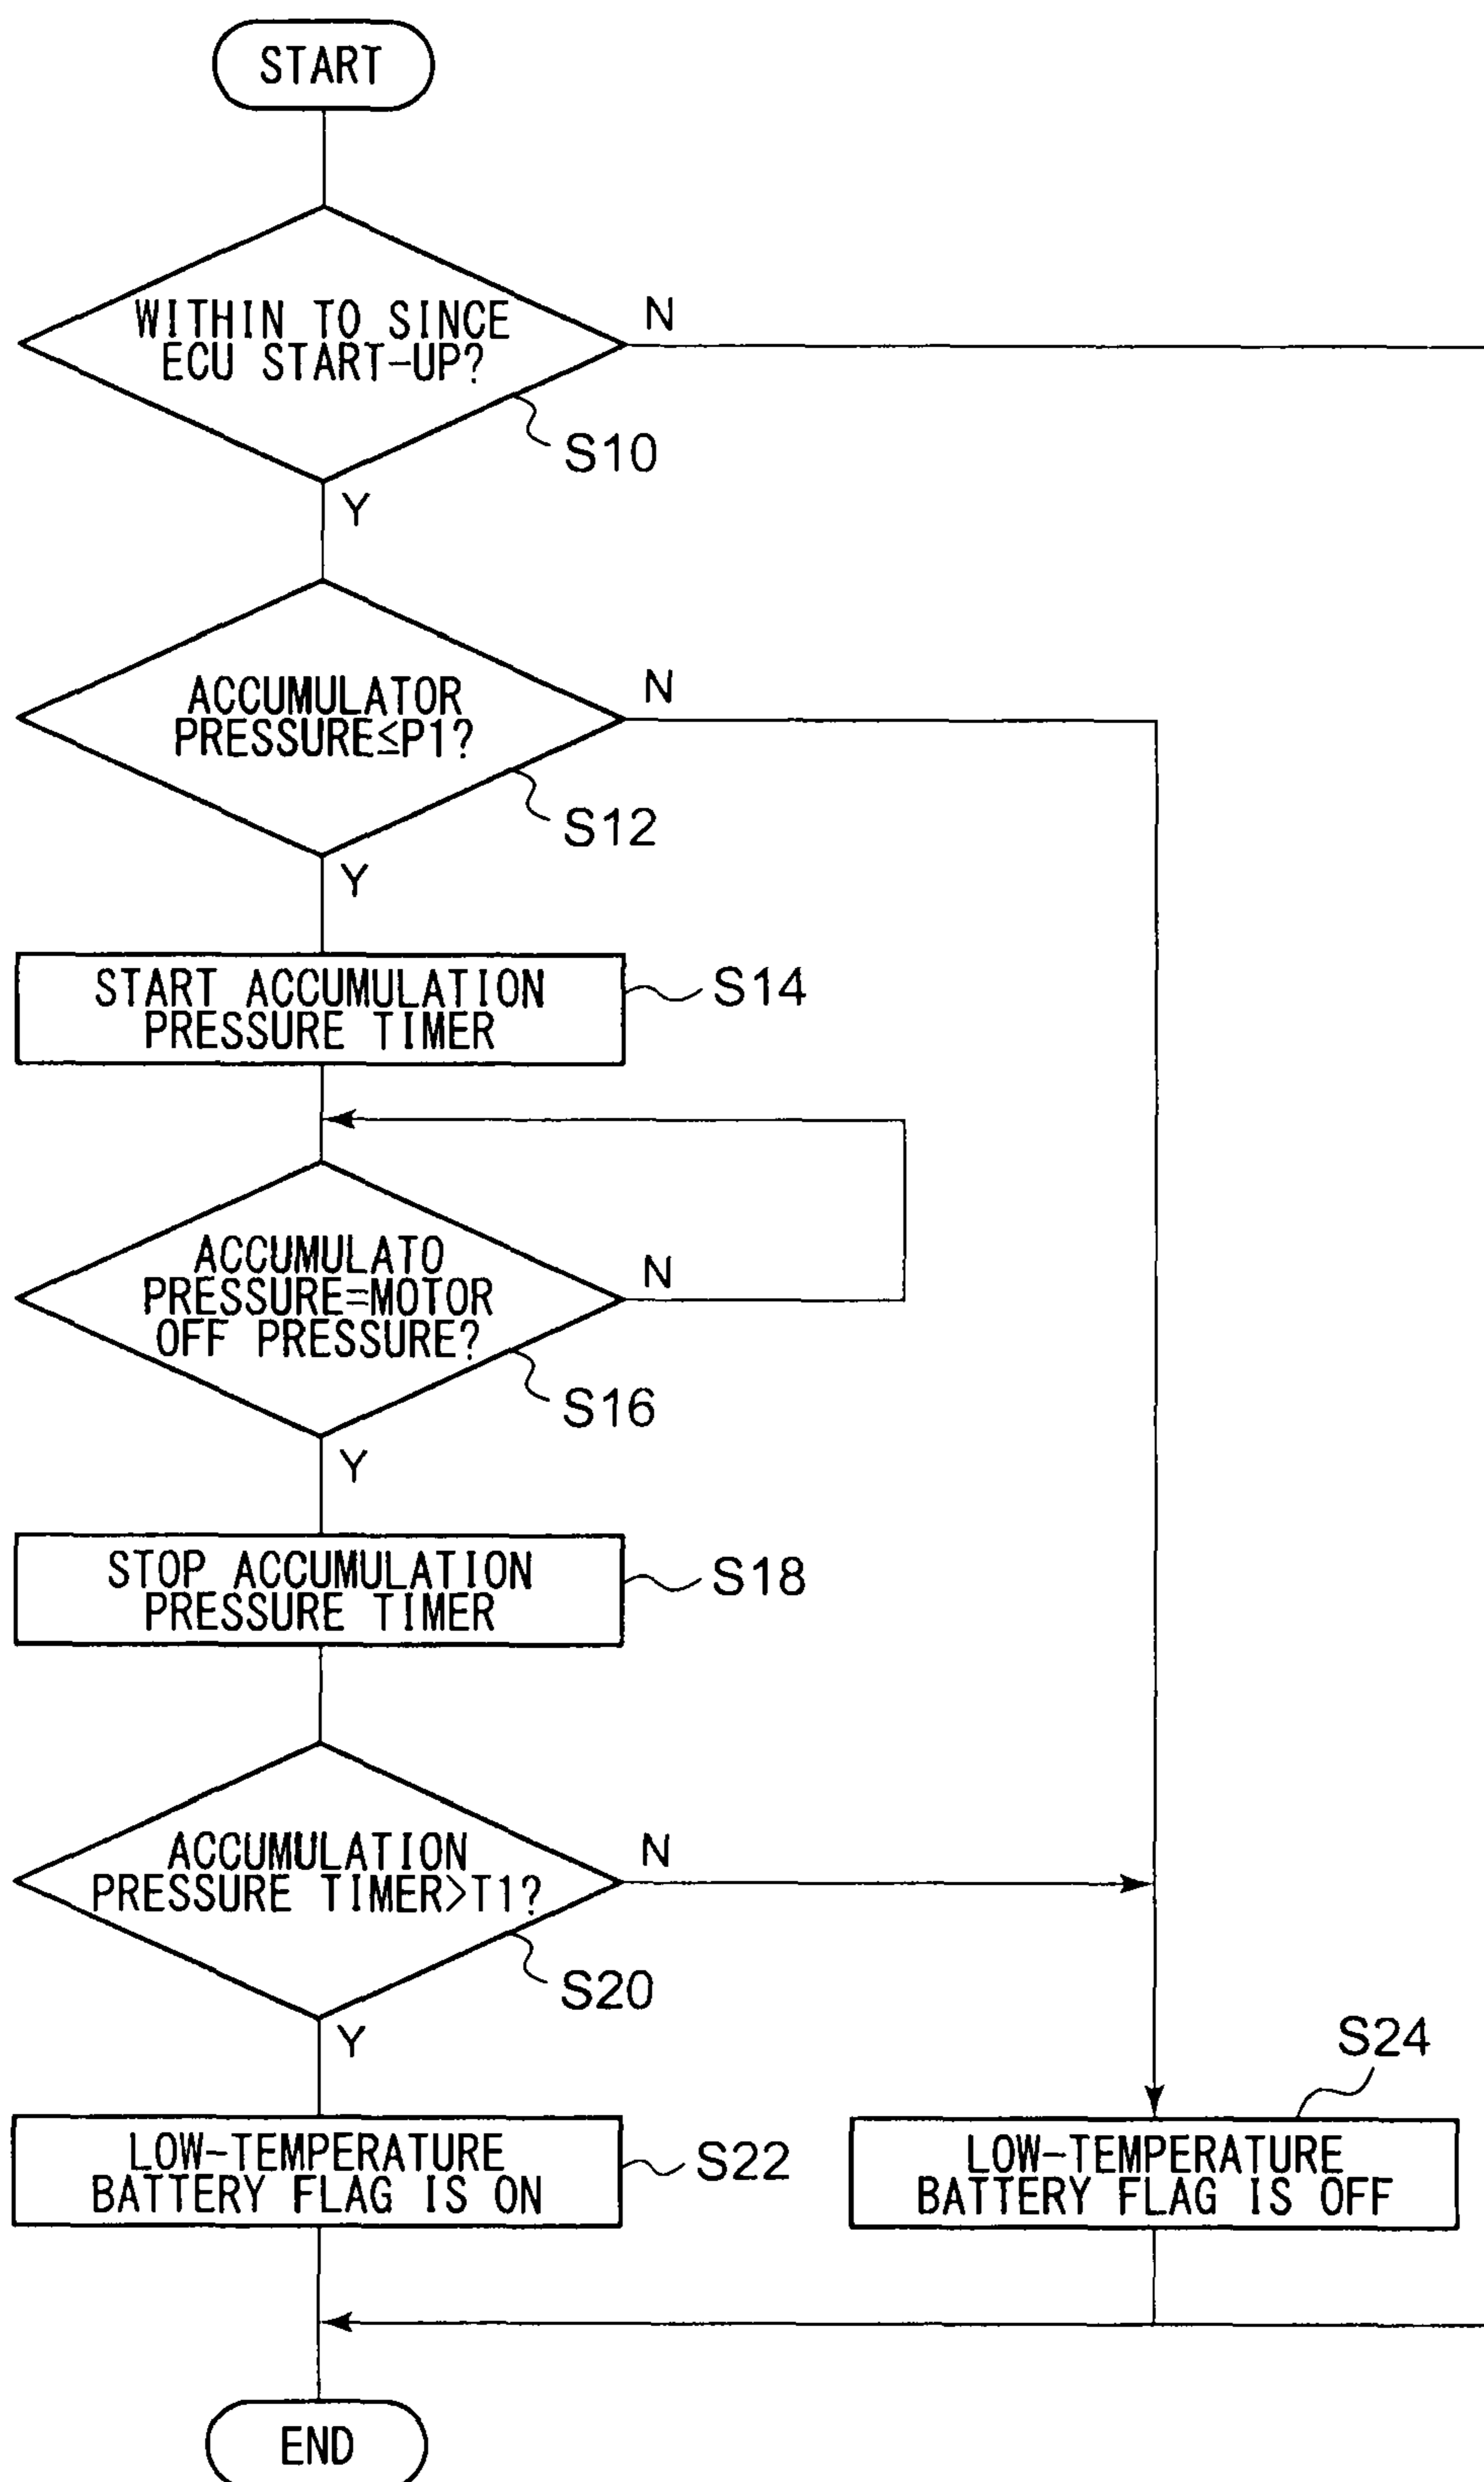 START
WITHIN TO SINCE
ECU START-UP?
N
S10
Y
ACCUMULATOR
PRESSURE≤P1?
N
S12
Y
START ACCUMULATION
PRESSURE TIMER
S14
ACCUMULATO
PRESSURE=MOTOR
OFF PRESSURE?
N
S16
Y
STOP ACCUMULATION
PRESSURE TIMER
S18
ACCUMULATION
PRESSURE TIMER>T1?
N
S20
Y
LOW-TEMPERATURE
BATTERY FLAG IS ON
S22
S24
LOW-TEMPERATURE
BATTERY FLAG IS OFF
END